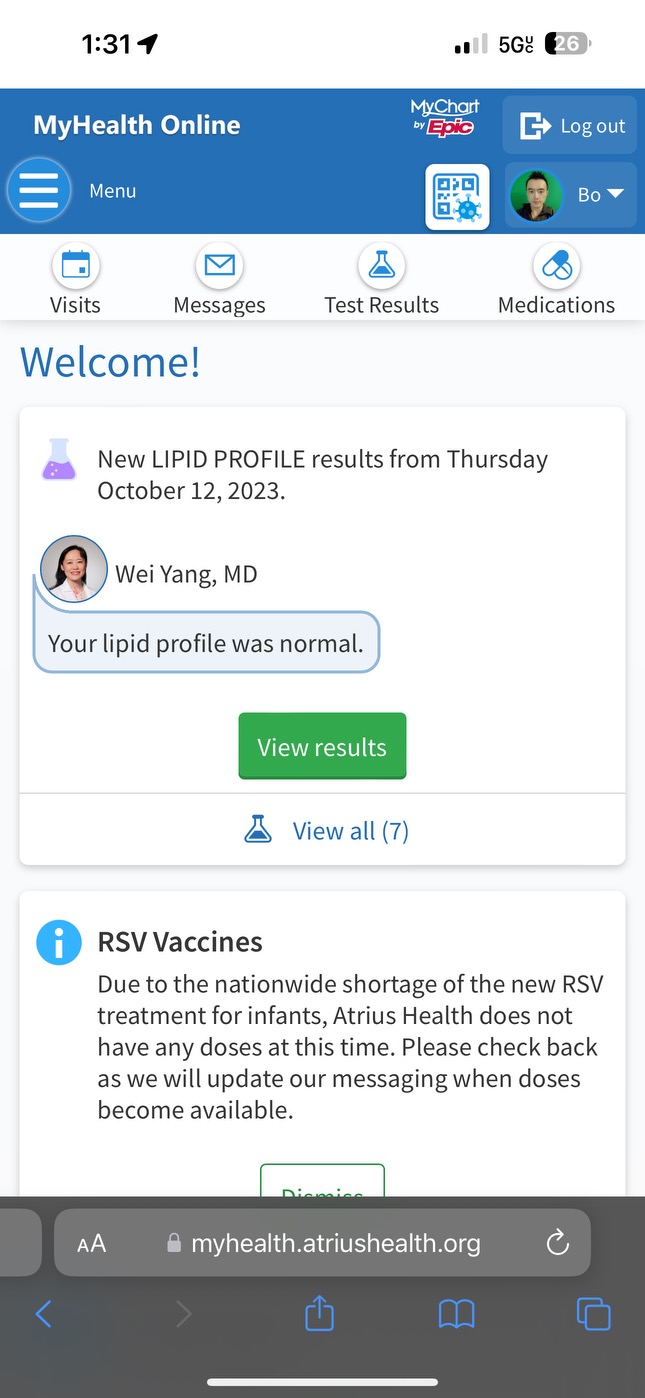 1:31
5G UC 26
MyHealth Online
MyChart
by Epic
Log out
Menu
Bo
Visits
Messages
Test Results
Medications
Welcome!
New LIPID PROFILE results from Thursday
October 12, 2023.
Wei Yang, MD
Your lipid profile was normal.
View results
View all (7)
RSV Vaccines
Due to the nationwide shortage of the new RSV
treatment for infants, Atrius Health does not
have any doses at this time. Please check back
as we will update our messaging when doses
become available.
Dismiss
AA
myhealth.atriushealth.org